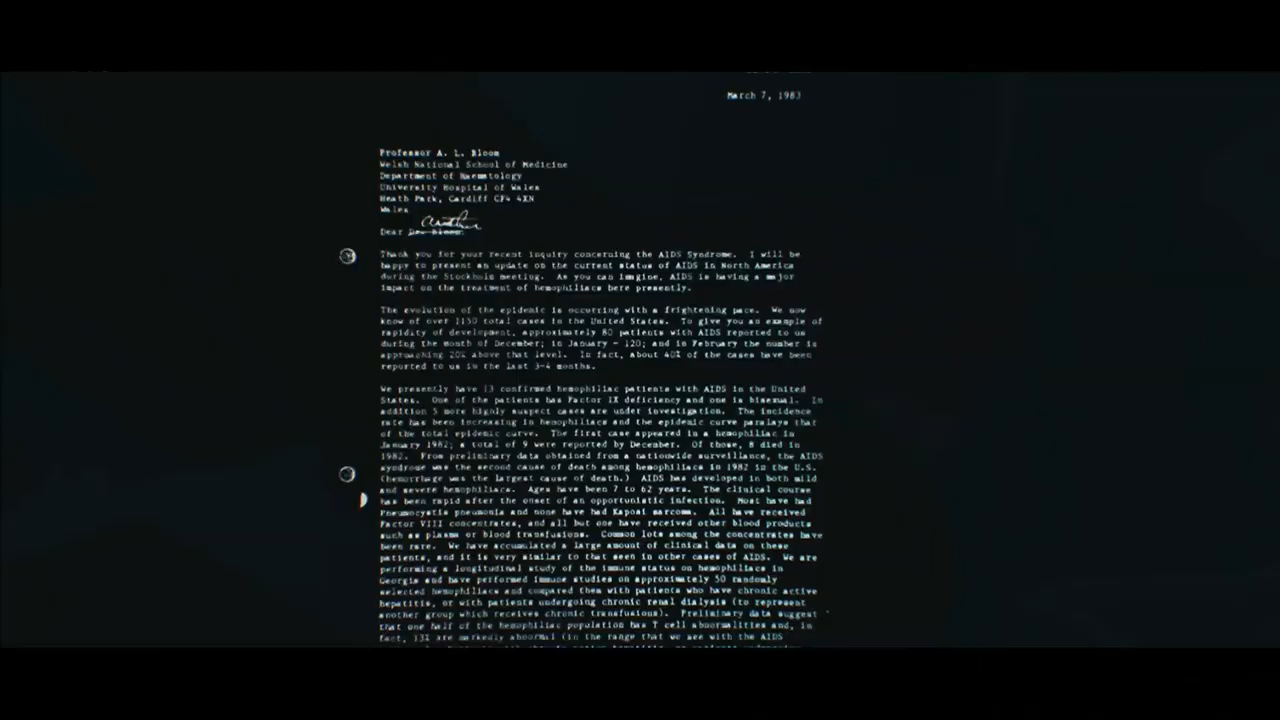 March 7, 1983
Professor A. L. Bloom
Welsh National School of Medicine
Department of Haematology
University Hospital of Wales
Heath Park, Cardiff CF4 4XN
Wales
Arthur
Dear Dr. Bloom:
Thank you for your recent inquiry concerning the AIDS Syndrome. I will be
happy to present an update on the current status of AIDS in North America
during the Stockholm meeting. As you can imagine, AIDS is having a major
impact on the treatment of hemophiliacs here presently.
The evolution of the epidemic is occurring with a frightening pace. We now
know of over 1150 total cases in the United States. To give you an example of
rapidity of development, approximately 80 patients with AIDS reported to us
during the month of December; in January - 120; and in February the number is
approaching 20% above that level. In fact, about 40% of the cases have been
reported to us in the last 3-4 months.
We presently have 13 confirmed hemophiliac patients with AIDS in the United
States. One of the patients has Factor IX deficiency and one is bisexual. In
addition 5 more highly suspect cases are under investigation. The incidence
rate has been increasing in hemophiliacs and the epidemic curve paralays that
of the total epidemic curve. The first case appeared in a hemophiliac in
January 1982; a total of 9 were reported by December. Of those, 8 died in
1982. From preliminary data obtained from a nationwide surveillance, the AIDS
syndrome was the second cause of death among hemophiliacs in 1982 in the U.S.
(hemorrhage was the largest cause of death.) AIDS has developed in both mild
and severe hemophiliacs. Ages have been 7 to 62 years. The clinical course
has been rapid after the onset of an opportunistic infection. Most have had
Pneumocystis pneumonia and none have had Kaposi sarcoma. All have received
Factor VIII concentrates, and all but one have received other blood products
such as plasma or blood transfusions. Common lots among the concentrates have
been rare. We have accumulated a large amount of clinical data on these
patients, and it is very similar to that seen in other cases of AIDS. We are
performing a longitudinal study of the immune status on hemophiliacs in
Georgia and have performed immune studies on approximately 50 randomly
selected hemophiliacs and compared them with patients who have chronic active
hepatitis, or with patients undergoing chronic renal dialysis (to represent
another group which receives chronic transfusions). Preliminary data suggest
that one half of the hemophiliac population has T cell abnormalities and, in
fact, 13% are markedly abnormal (in the range that we see with the AIDS